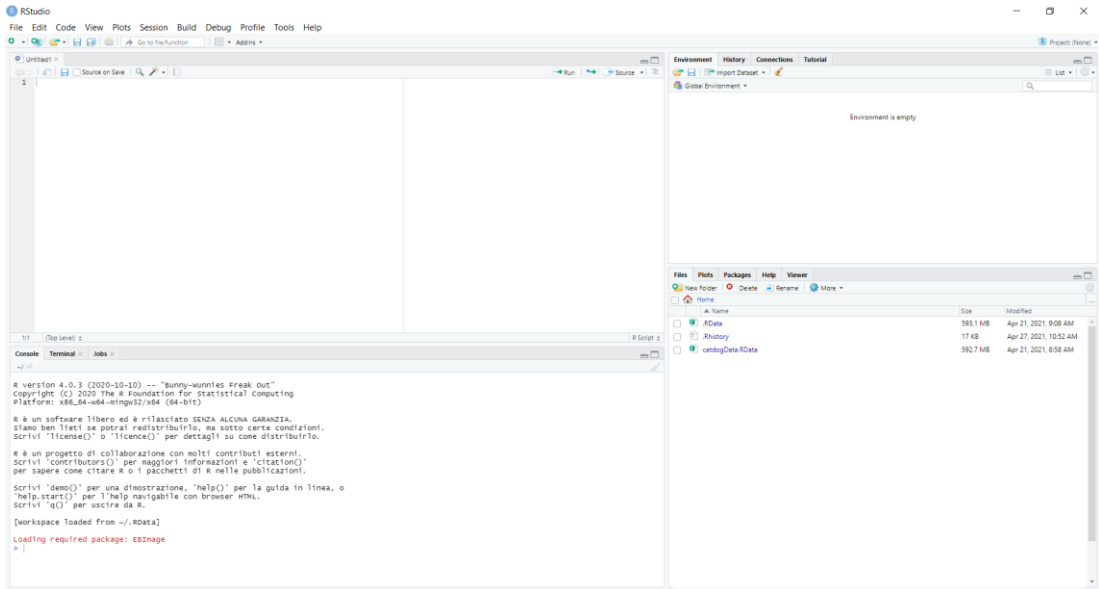 RStudio
File Edit Code View Plots Session Build Debug Profile Tools Help
Go to file/function Addins Project: (None)
Untitled1
Source on Save Run Source
1
1:1 (Top Level) R Script
Console Terminal Jobs
~/
R version 4.0.3 (2020-10-10) -- "Bunny-Wunnies Freak Out"
Copyright (C) 2020 The R Foundation for Statistical Computing
Platform: x86_64-w64-mingw32/x64 (64-bit)
R è un software libero ed è rilasciato SENZA ALCUNA GARANZIA.
Siamo ben lieti se potrai redistribuirlo, ma sotto certe condizioni.
Scrivi 'license()' o 'licence()' per dettagli su come distribuirlo.
R è un progetto di collaborazione con molti contributi esterni.
Scrivi 'contributors()' per maggiori informazioni e 'citation()'
per sapere come citare R o i pacchetti di R nelle pubblicazioni.
Scrivi 'demo()' per una dimostrazione, 'help()' per la guida in linea, o
'help.start()' per l'help navigabile con browser HTML.
Scrivi 'q()' per uscire da R.
[Workspace loaded from ~/.RData]
Loading required package: EBImage
>
Environment History Connections Tutorial
Import Dataset List
Global Environment
Environment is empty
Files Plots Packages Help Viewer
New Folder Delete Rename More
Home
Name Size Modified
.RData 593.1 MB Apr 21, 2021, 9:08 AM
.Rhistory 17 KB Apr 27, 2021, 10:52 AM
catdogData.RData 592.7 MB Apr 21, 2021, 8:58 AM